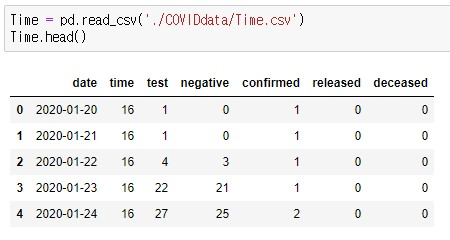 Time = pd.read_csv('./COVIDdata/Time.csv')
Time.head()
date time test negative confirmed released deceased
0 2020-01-20 16 1 0 1 0 0
1 2020-01-21 16 1 0 1 0 0
2 2020-01-22 16 4 3 1 0 0
3 2020-01-23 16 22 21 1 0 0
4 2020-01-24 16 27 25 2 0 0